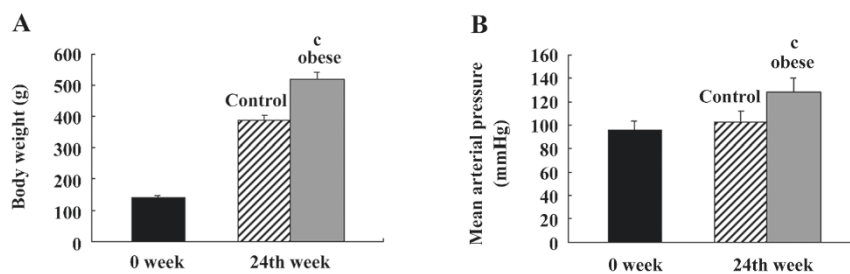 A
Body weight (g)
600
500
400
300
200
100
0
Control
c
obese
0 week
24th week
B
Mean arterial pressure
(mmHg)
160
140
120
100
80
60
40
20
0
Control
c
obese
0 week
24th week